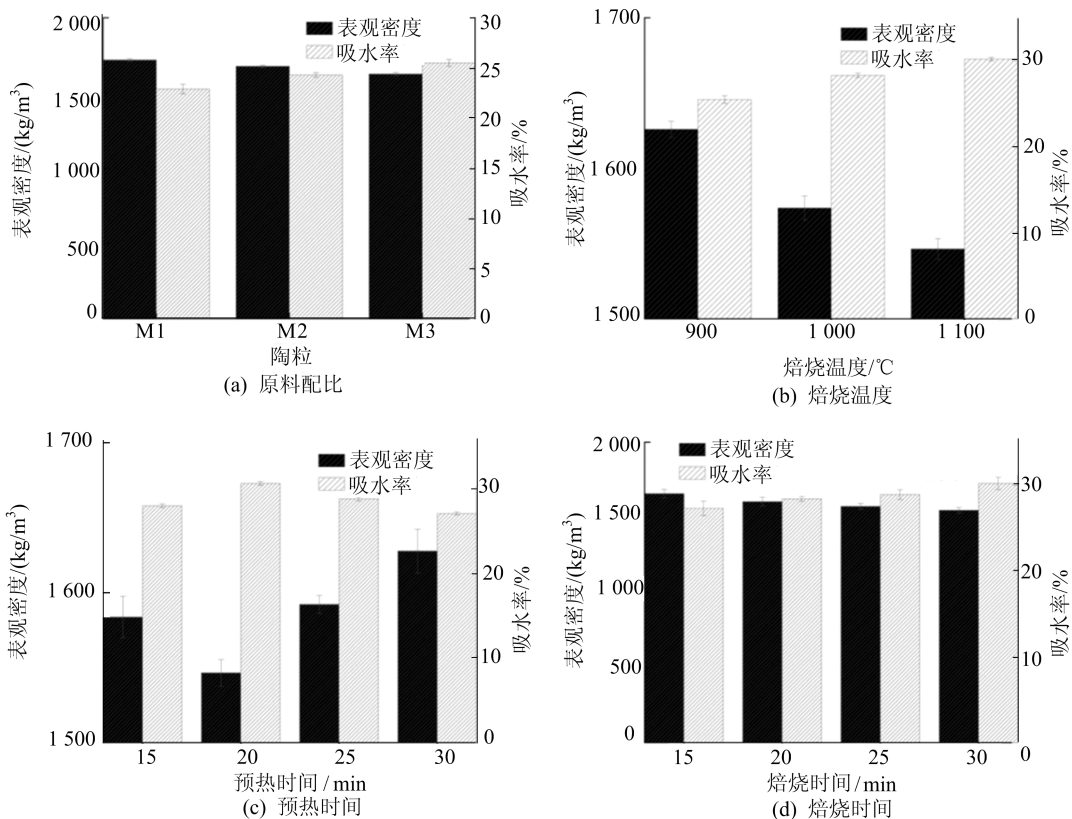 2 000
1 500
1 000
500
0
表观密度/(kg/m³)
30
25
20
15
10
5
0
吸水率/%
表观密度
吸水率
M1 M2 M3
陶粒
(a) 原料配比
1 700
1 600
1 500
表观密度/(kg/m³)
30
20
10
0
吸水率/%
表观密度
吸水率
900 1 000 1 100
焙烧温度/℃
(b) 焙烧温度
1 700
1 600
1 500
表观密度/(kg/m³)
30
20
10
0
吸水率/%
表观密度
吸水率
15 20 25 30
预热时间/min
(c) 预热时间
2 000
1 500
1 000
500
0
表观密度/(kg/m³)
30
20
10
0
吸水率/%
表观密度
吸水率
15 20 25 30
焙烧时间/min
(d) 焙烧时间